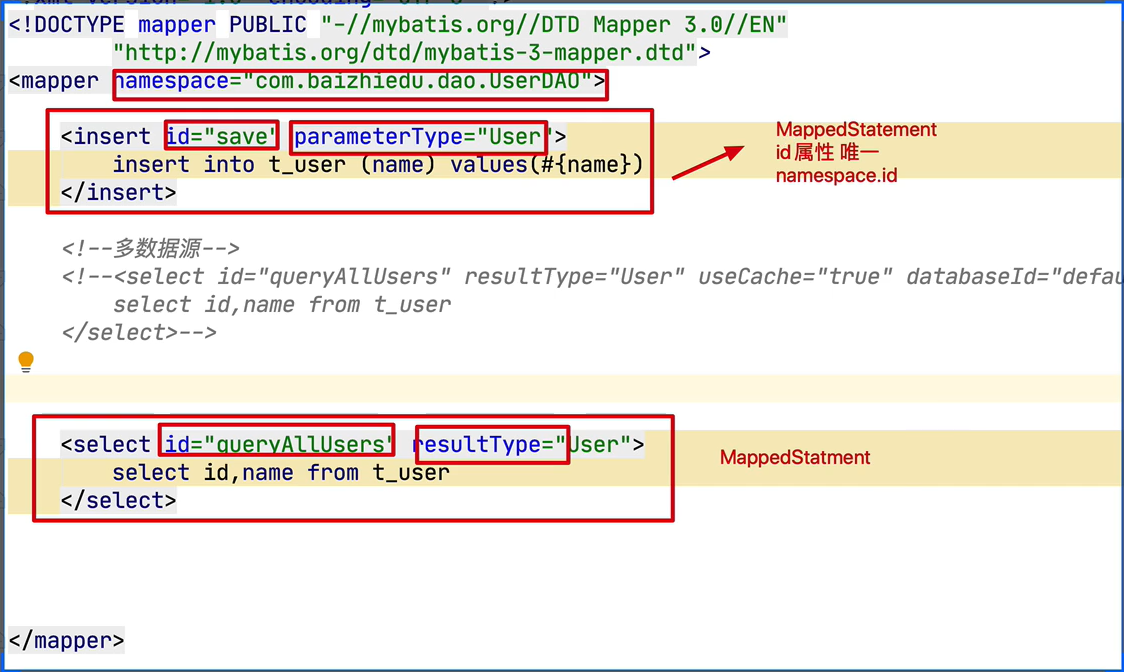 <!DOCTYPE mapper PUBLIC "-//mybatis.org//DTD Mapper 3.0//EN"
"http://mybatis.org/dtd/mybatis-3-mapper.dtd">
<mapper namespace="com.baizhiedu.dao.UserDAO">
<insert id="save" parameterType="User">
insert into t_user (name) values(#{name})
</insert>
MappedStatement
id属性 唯一
namespace.id
<!--多数据源-->
<!--<select id="queryAllUsers" resultType="User" useCache="true" databaseId="defau
select id,name from t_user
</select>-->
<select id="queryAllUsers" resultType="User">
select id,name from t_user
</select>
MappedStatment
</mapper>